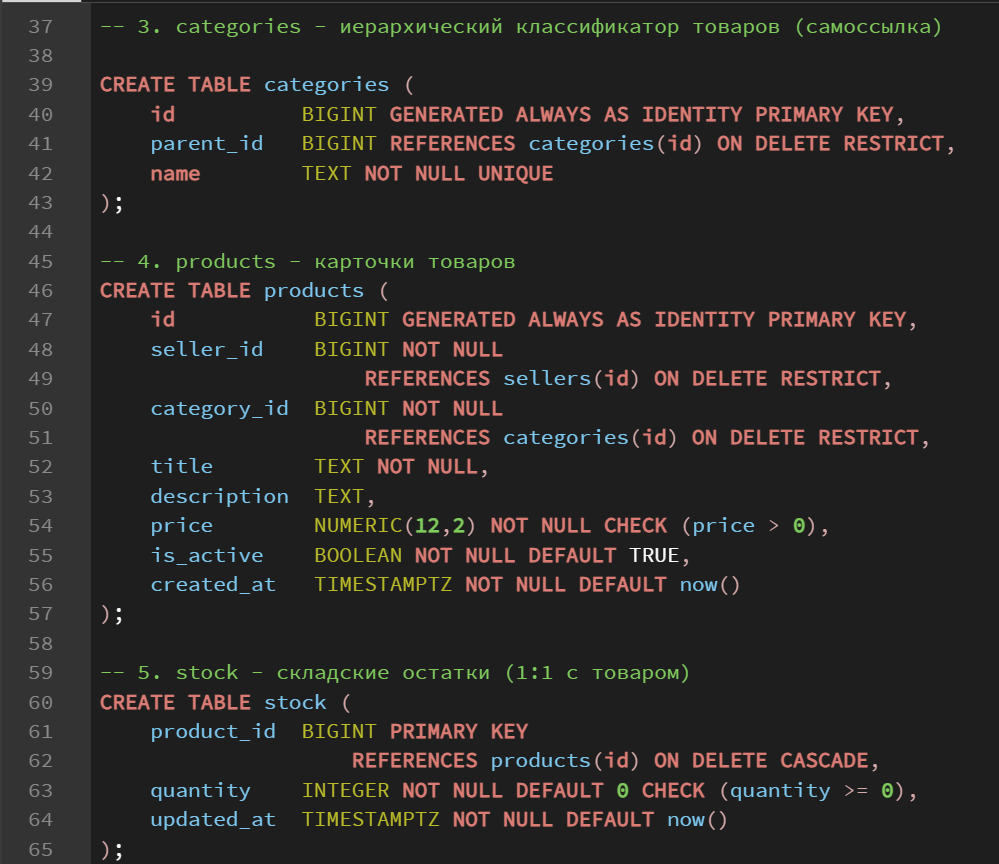 37 -- 3. categories – иерархический классификатор товаров (самоссылка)
38
39 CREATE TABLE categories (
40     id          BIGINT GENERATED ALWAYS AS IDENTITY PRIMARY KEY,
41     parent_id   BIGINT REFERENCES categories(id) ON DELETE RESTRICT,
42     name        TEXT NOT NULL UNIQUE
43 );
44
45 -- 4. products – карточки товаров
46 CREATE TABLE products (
47     id           BIGINT GENERATED ALWAYS AS IDENTITY PRIMARY KEY,
48     seller_id    BIGINT NOT NULL
49                      REFERENCES sellers(id) ON DELETE RESTRICT,
50     category_id  BIGINT NOT NULL
51                      REFERENCES categories(id) ON DELETE RESTRICT,
52     title        TEXT NOT NULL,
53     description  TEXT,
54     price        NUMERIC(12,2) NOT NULL CHECK (price > 0),
55     is_active    BOOLEAN NOT NULL DEFAULT TRUE,
56     created_at   TIMESTAMPTZ NOT NULL DEFAULT now()
57 );
58
59 -- 5. stock – складские остатки (1:1 с товаром)
60 CREATE TABLE stock (
61     product_id  BIGINT PRIMARY KEY
62                     REFERENCES products(id) ON DELETE CASCADE,
63     quantity    INTEGER NOT NULL DEFAULT 0 CHECK (quantity >= 0),
64     updated_at  TIMESTAMPTZ NOT NULL DEFAULT now()
65 );